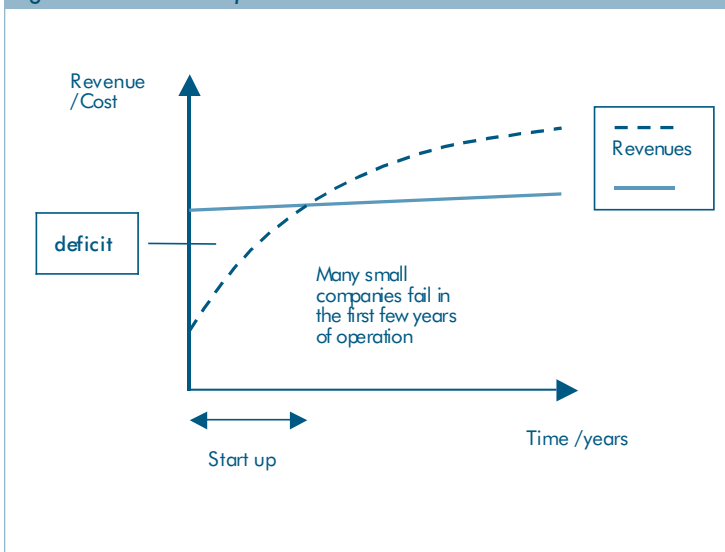 Revenue
/Cost
Revenues
deficit
Many small
companies fail in
the first few years
of operation
Time /years
Start up